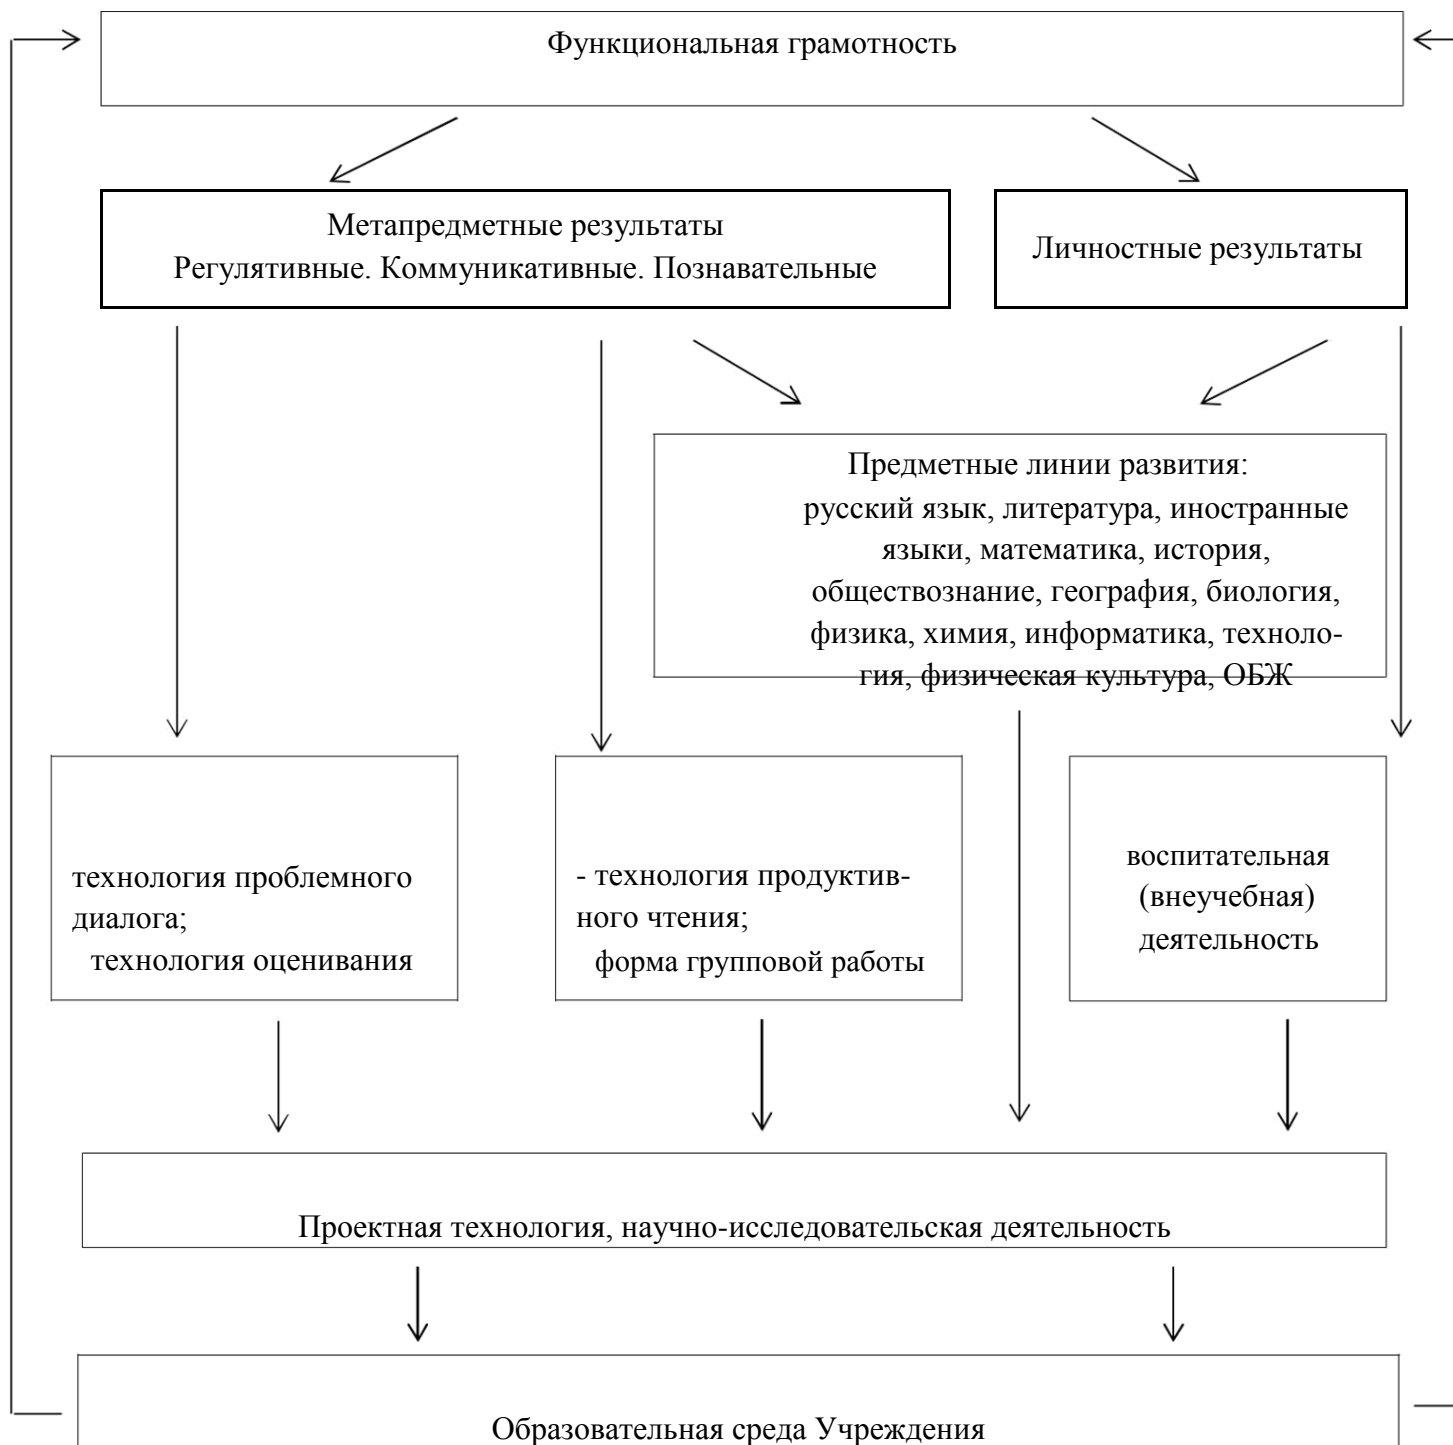 Функциональная грамотность
Метапредметные результаты
Регулятивные. Коммуникативные. Познавательные
Личностные результаты
Предметные линии развития:
русский язык, литература, иностранные
языки, математика, история,
обществознание, география, биология,
физика, химия, информатика, техноло-
гия, физическая культура, ОБЖ
технология проблемного
диалога;
технология оценивания
- технология продуктив-
ного чтения;
форма групповой работы
воспитательная
(внеучебная)
деятельность
Проектная технология, научно-исследовательская деятельность
Образовательная среда Учреждения